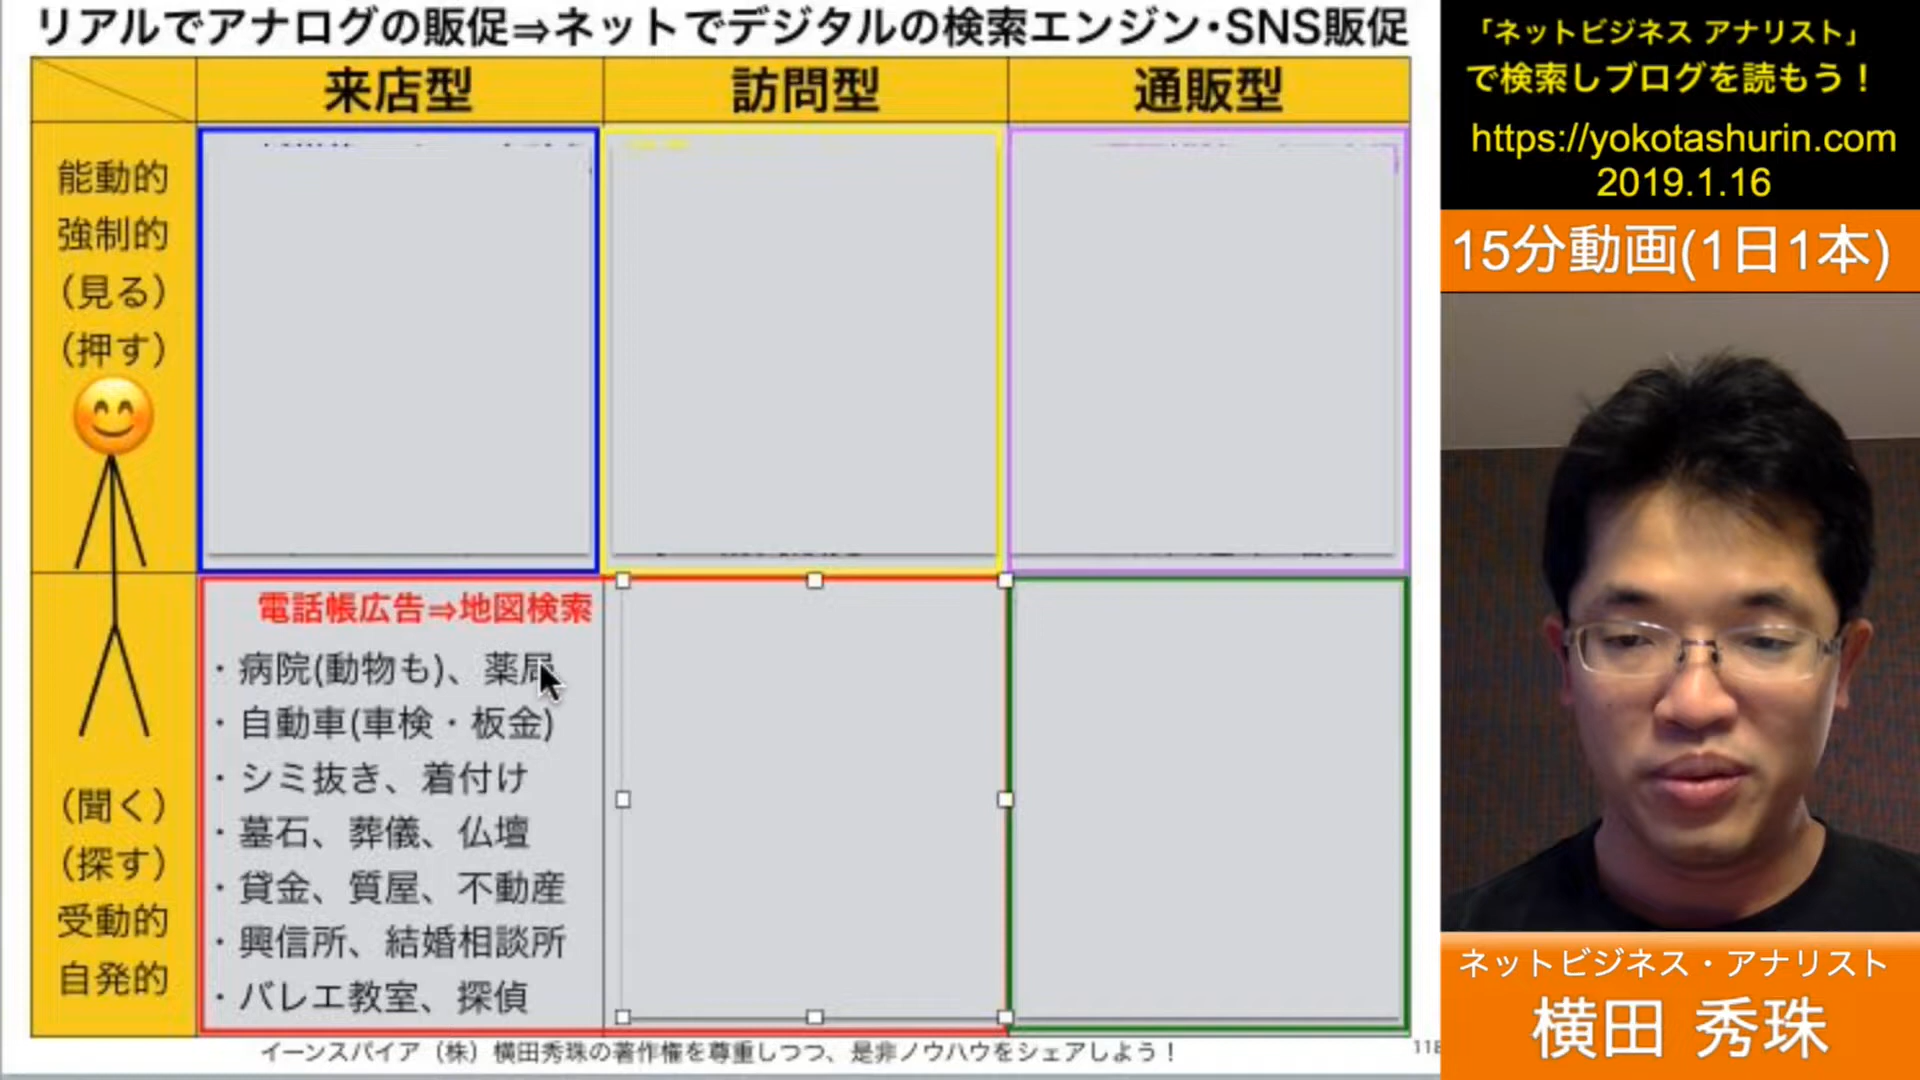 リアルでアナログの販促⇒ネットでデジタルの検索エンジン・SNS販促
来店型
訪問型
通販型
能動的
強制的
（見る）
（押す）
（聞く）
（探す）
受動的
自発的
電話帳広告⇒地図検索
・病院(動物も)、薬局
・自動車(車検・板金)
・シミ抜き、着付け
・墓石、葬儀、仏壇
・貸金、質屋、不動産
・興信所、結婚相談所
・バレエ教室、探偵
イーンスパイア（株）横田秀珠の著作権を尊重しつつ、是非ノウハウをシェアしよう！
118
「ネットビジネス アナリスト」
で検索しブログを読もう！
https://yokotashurin.com
2019.1.16
15分動画(1日1本)
ネットビジネス・アナリスト
横田 秀珠